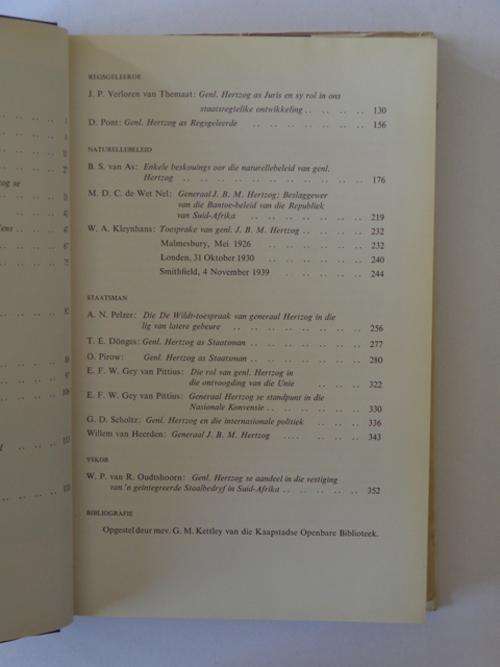 REGSGELEERDE
J. P. Verloren van Themaat: Genl. Hertzog as Juris en sy rol in ons
staatsregtelike ontwikkeling .. .. .. .. 130
D. Pont: Genl. Hertzog as Regsgeleerde .. .. .. .. .. .. 156
NATURELLEBELEID
B. S. van As: Enkele beskouings oor die naturellebeleid van genl.
Hertzog .. .. .. .. .. .. .. .. .. .. 176
M. D. C. de Wet Nel: Generaal J. B. M. Hertzog: Beslaggewer
van die Bantoe-beleid van die Republiek
van Suid-Afrika .. .. .. .. .. .. 219
W. A. Kleynhans: Toesprake van genl. J. B. M. Hertzog .. .. .. 232
Malmesbury, Mei 1926 .. .. .. .. 232
Londen, 31 Oktober 1930 .. .. .. .. 240
Smithfield, 4 November 1939 .. .. .. .. 244
STAATSMAN
A. N. Pelzer: Die De Wildt-toespraak van generaal Hertzog in die
lig van latere gebeure .. .. .. .. .. .. 256
T. E. Dönges: Genl. Hertzog as Staatsman .. .. .. .. .. 277
O. Pirow: Genl. Hertzog as Staatsman .. .. .. .. .. 280
E. F. W. Gey van Pittius: Die rol van genl. Hertzog in
die ontvoogding van die Unie .. .. 322
E. F. W. Gey van Pittius: Generaal Hertzog se standpunt in die
Nasionale Konvensie .. .. .. .. 330
G. D. Scholtz: Genl. Hertzog en die internasionale politiek .. .. 336
Willem van Heerden: Generaal J. B. M. Hertzog .... .. .. 343
YSKOR
W. P. van R. Oudtshoorn: Genl. Hertzog se aandeel in die vestiging
van 'n geïntegreerde Staalbedryf in Suid-Afrika .. .. .. .. 352
BIBLIOGRAFIE
Opgestel deur mev. G. M. Kettley van die Kaapstadse Openbare Biblioteek.